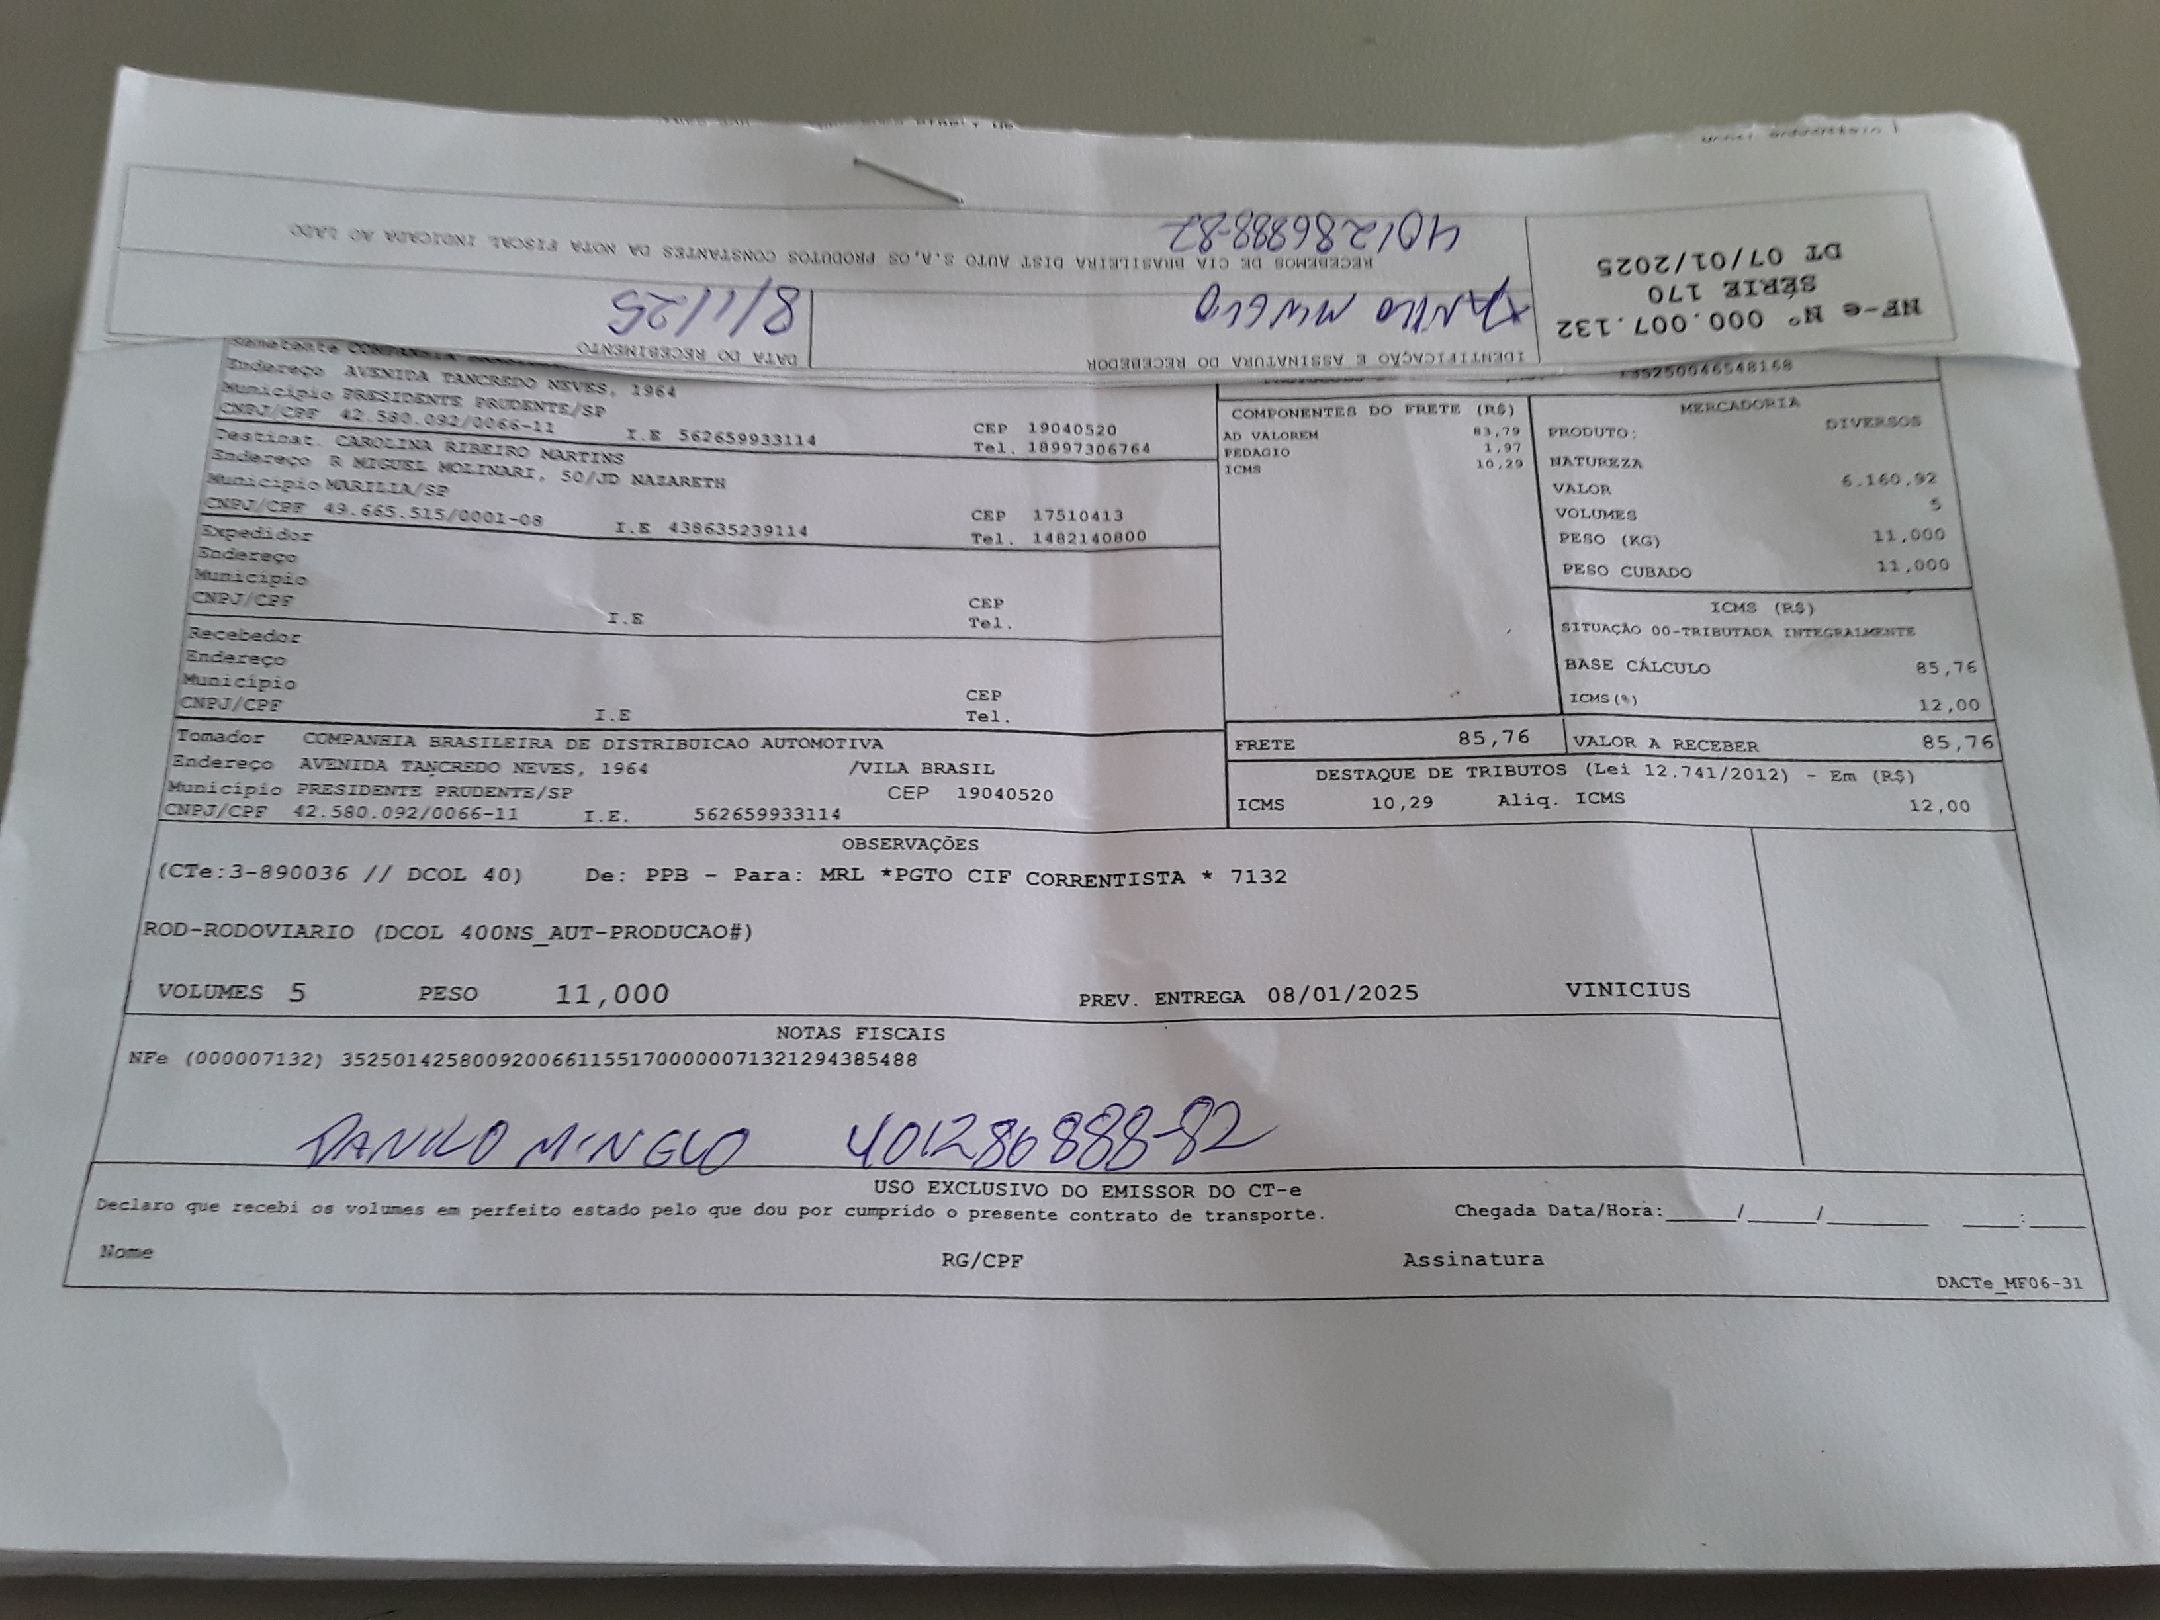 NF-e Nº 000.007.132
SÉRIE 170
DT 07/01/2025
RECEBEMOS DE CIA BRASILEIRA DIST AUTO S.A,OS PRODUTOS CONSTANTES DA NOTA FISCAL INDICADA AO LADO
401286888-82
DATA DO RECEBIMENTO
8/1/25
IDENTIFICAÇÃO E ASSINATURA DO RECEBEDOR
DANILO
Remetente COMPANHIA
Endereço AVENIDA TANCREDO NEVES, 1964
Município PRESIDENTE PRUDENTE/SP
CNPJ/CPF 42.580.092/0066-11 I.E 562659933114
CEP 19040520
Tel. 18997306764
Destinat. CAROLINA RIBEIRO MARTINS
Endereço R MIGUEL MOLINARI, 50/JD NAZARETH
Município MARILIA/SP
CNPJ/CPF 49.665.515/0001-08 I.E 438635239114
CEP 17510413
Tel. 1482140800
Expedidor
Endereço
Município
CNPJ/CPF I.E
CEP
Tel.
Recebedor
Endereço
Município
CNPJ/CPF I.E
CEP
Tel.
Tomador COMPANHIA BRASILEIRA DE DISTRIBUICAO AUTOMOTIVA
Endereço AVENIDA TANCREDO NEVES, 1964 /VILA BRASIL
Município PRESIDENTE PRUDENTE/SP CEP 19040520
CNPJ/CPF 42.580.092/0066-11 I.E. 562659933114
COMPONENTES DO FRETE (R$)
AD VALOREM 83,79
PEDAGIO 1,97
ICMS 10,29
MERCADORIA
PRODUTO: DIVERSOS
NATUREZA
VALOR 6.160,92
VOLUMES 5
PESO (KG) 11,000
PESO CUBADO 11,000
ICMS (R$)
SITUAÇÃO 00-TRIBUTADA INTEGRALMENTE
BASE CÁLCULO 85,76
ICMS(%) 12,00
FRETE 85,76 VALOR A RECEBER 85,76
DESTAQUE DE TRIBUTOS (Lei 12.741/2012) - Em (R$)
ICMS 10,29 Aliq. ICMS 12,00
OBSERVAÇÕES
(CTe:3-890036 // DCOL 40) De: PPB - Para: MRL *PGTO CIF CORRENTISTA * 7132
ROD-RODOVIARIO (DCOL 400NS_AUT-PRODUCAO#)
VOLUMES 5 PESO 11,000 PREV. ENTREGA 08/01/2025 VINICIUS
NOTAS FISCAIS
NFe (000007132) 35250142580092006611551700000071321294385488
DANILO 401286888-82
USO EXCLUSIVO DO EMISSOR DO CT-e
Declaro que recebi os volumes em perfeito estado pelo que dou por cumprido o presente contrato de transporte.
Chegada Data/Hora:_____/_____/_______ ____:____
Nome RG/CPF Assinatura
DACTe_MF06-31